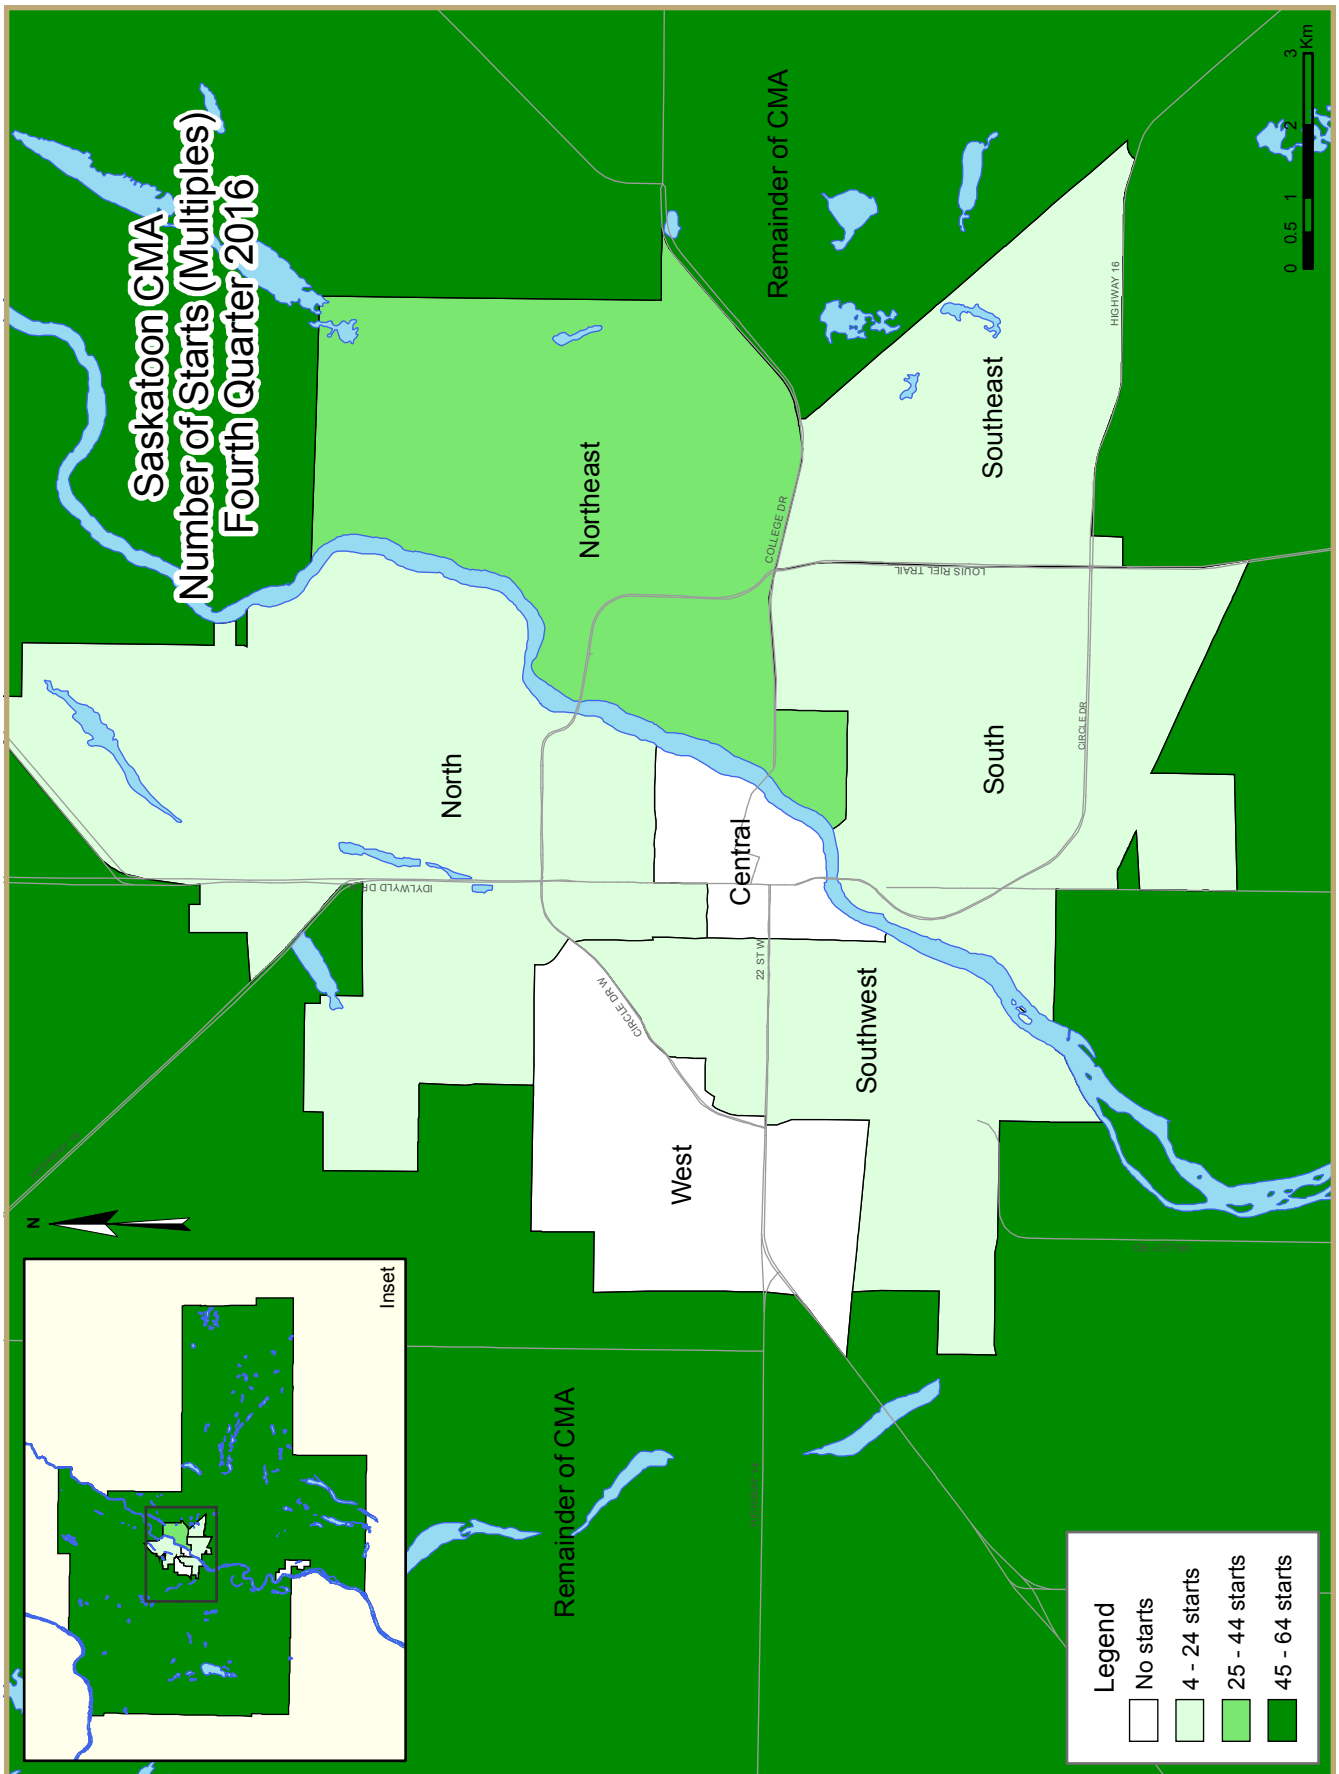 Saskatoon CMA
Number of Starts (Multiples)
Fourth Quarter 2016
N
Inset
Remainder of CMA
Remainder of CMA
North
Northeast
Central
West
Southwest
South
Southeast
IDYLWYLD DR
CIRCLE DR W
22 ST W
COLLEGE DR
LOUIS RIEL TRAIL
CIRCLE DR
HIGHWAY 16
Legend
No starts
4 - 24 starts
25 - 44 starts
45 - 64 starts
0 0.5 1 2 3
Km